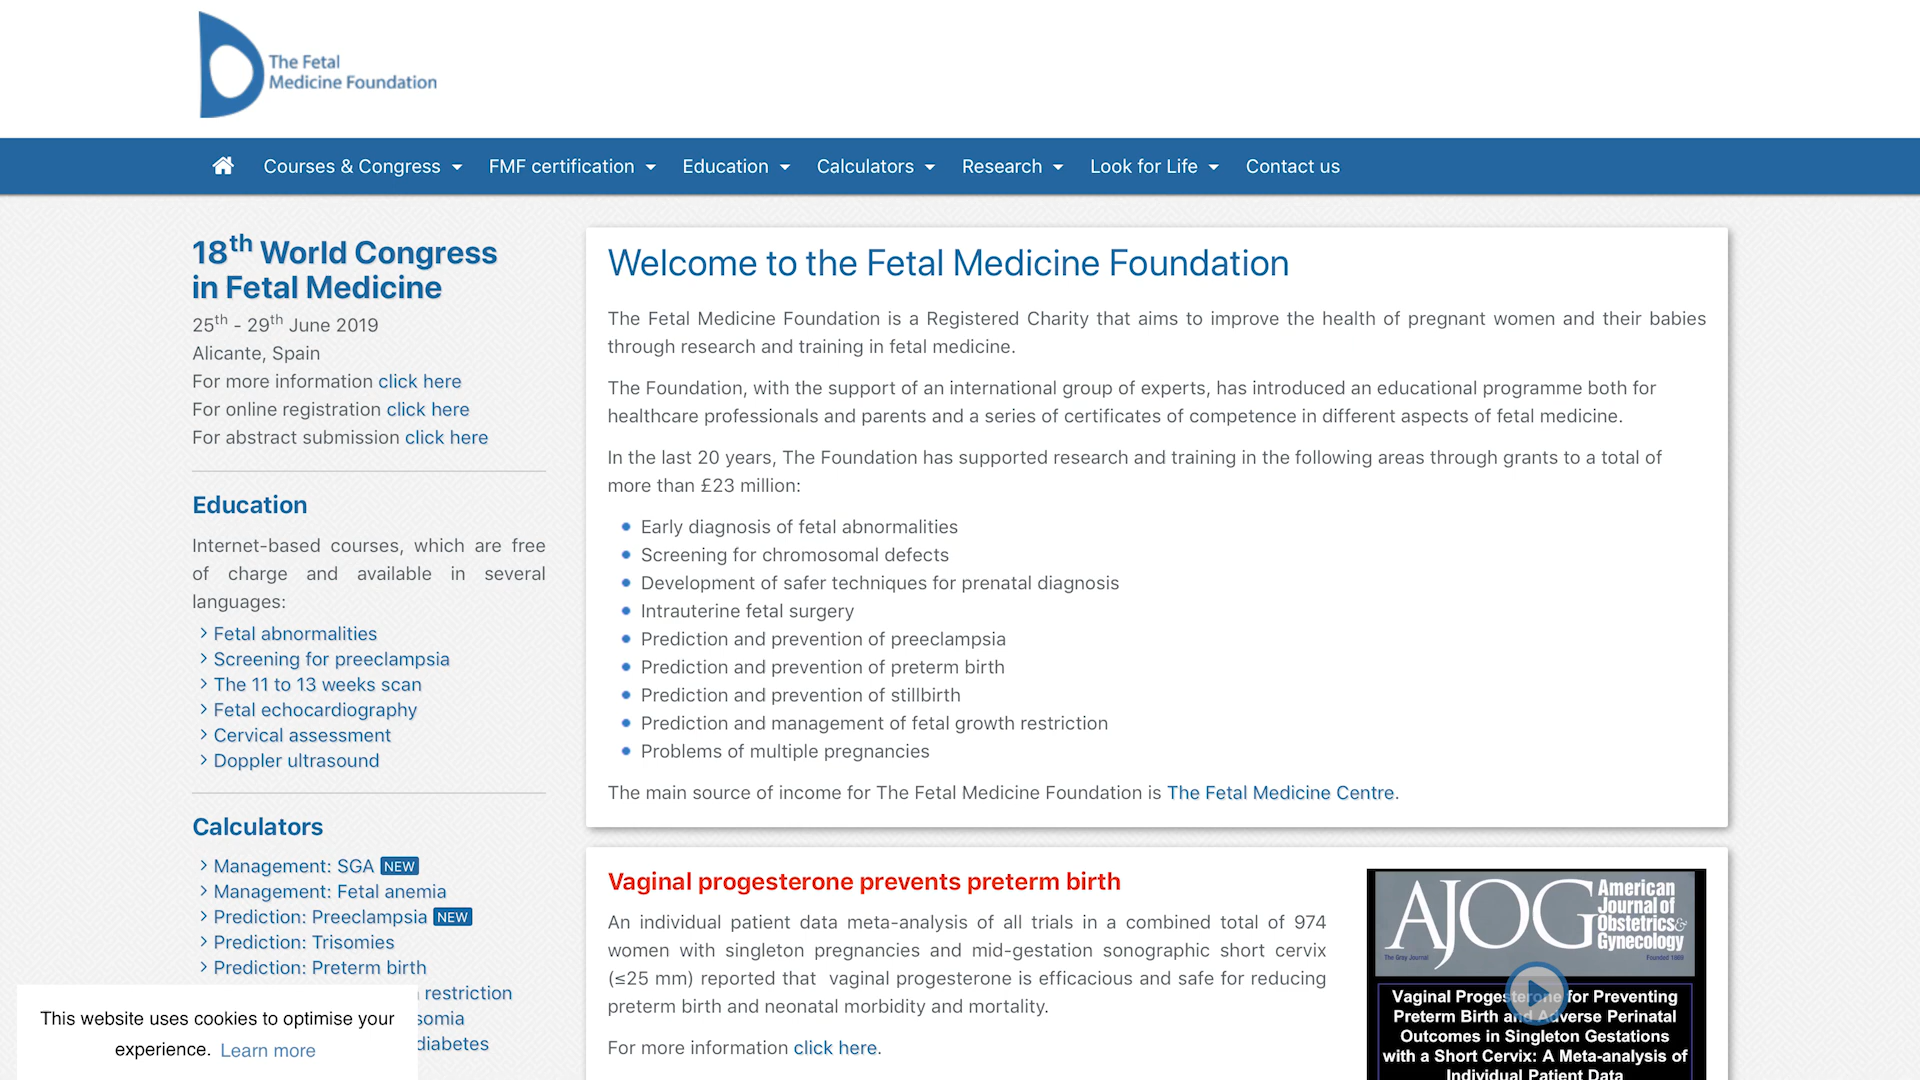 The Fetal
Medicine Foundation
Courses & Congress
FMF certification
Education
Calculators
Research
Look for Life
Contact us
18th World Congress
in Fetal Medicine
25th - 29th June 2019
Alicante, Spain
For more information click here
For online registration click here
For abstract submission click here
Education
Internet-based courses, which are free
of charge and available in several
languages:
Fetal abnormalities
Screening for preeclampsia
The 11 to 13 weeks scan
Fetal echocardiography
Cervical assessment
Doppler ultrasound
Calculators
Management: SGA NEW
Management: Fetal anemia
Prediction: Preeclampsia NEW
Prediction: Trisomies
Prediction: Preterm birth
restriction
diabetes
This website uses cookies to optimise your
experience. Learn more
Welcome to the Fetal Medicine Foundation
The Fetal Medicine Foundation is a Registered Charity that aims to improve the health of pregnant women and their babies
through research and training in fetal medicine.
The Foundation, with the support of an international group of experts, has introduced an educational programme both for
healthcare professionals and parents and a series of certificates of competence in different aspects of fetal medicine.
In the last 20 years, The Foundation has supported research and training in the following areas through grants to a total of
more than £23 million:
Early diagnosis of fetal abnormalities
Screening for chromosomal defects
Development of safer techniques for prenatal diagnosis
Intrauterine fetal surgery
Prediction and prevention of preeclampsia
Prediction and prevention of preterm birth
Prediction and prevention of stillbirth
Prediction and management of fetal growth restriction
Problems of multiple pregnancies
The main source of income for The Fetal Medicine Foundation is The Fetal Medicine Centre.
Vaginal progesterone prevents preterm birth
An individual patient data meta-analysis of all trials in a combined total of 974
women with singleton pregnancies and mid-gestation sonographic short cervix
(≤25 mm) reported that vaginal progesterone is efficacious and safe for reducing
preterm birth and neonatal morbidity and mortality.
For more information click here.
AJOG American
Journal of
Obstetrics&
Gynecology
The Gray Journal
Founded 1869
Vaginal Progesterone for Preventing
Preterm Birth and Adverse Perinatal
Outcomes in Singleton Gestations
with a Short Cervix: A Meta-analysis of
Individual Patient Data